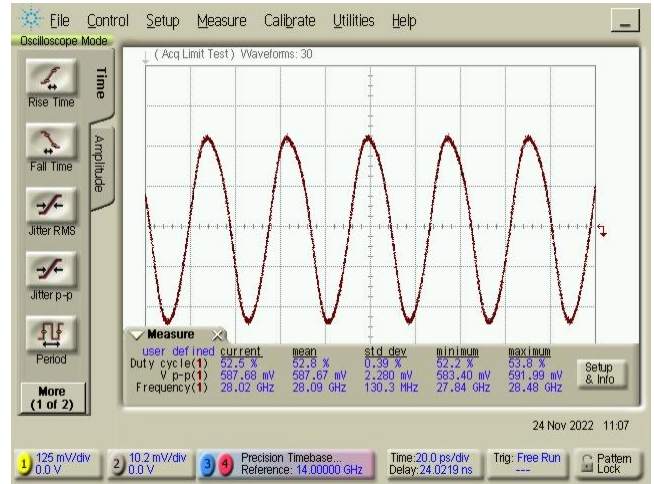 File Control Setup Measure Calibrate Utilities Help
Oscilloscope Mode
( Acq Limit Test ) Waveforms: 30
Time
Amplitude
Rise Time
Fall Time
Jitter RMS
Jitter p-p
Period
More
(1 of 2)
Measure
user defined current mean std dev minimum maximum
Duty cycle(1) 52.5 % 52.8 % 0.39 % 52.2 % 53.8 %
V p-p(1) 587.68 mV 587.67 mV 2.280 mV 583.40 mV 591.99 mV
Frequency(1) 28.02 GHz 28.09 GHz 130.3 MHz 27.84 GHz 28.48 GHz
Setup
& Info
24 Nov 2022 11:07
1 125 mV/div
0.0 V
2 10.2 mV/div
0.0 V
3 4 Precision Timebase...
Reference: 14.00000 GHz
Time:20.0 ps/div
Delay:24.0219 ns
Trig: Free Run
---
Pattern
Lock